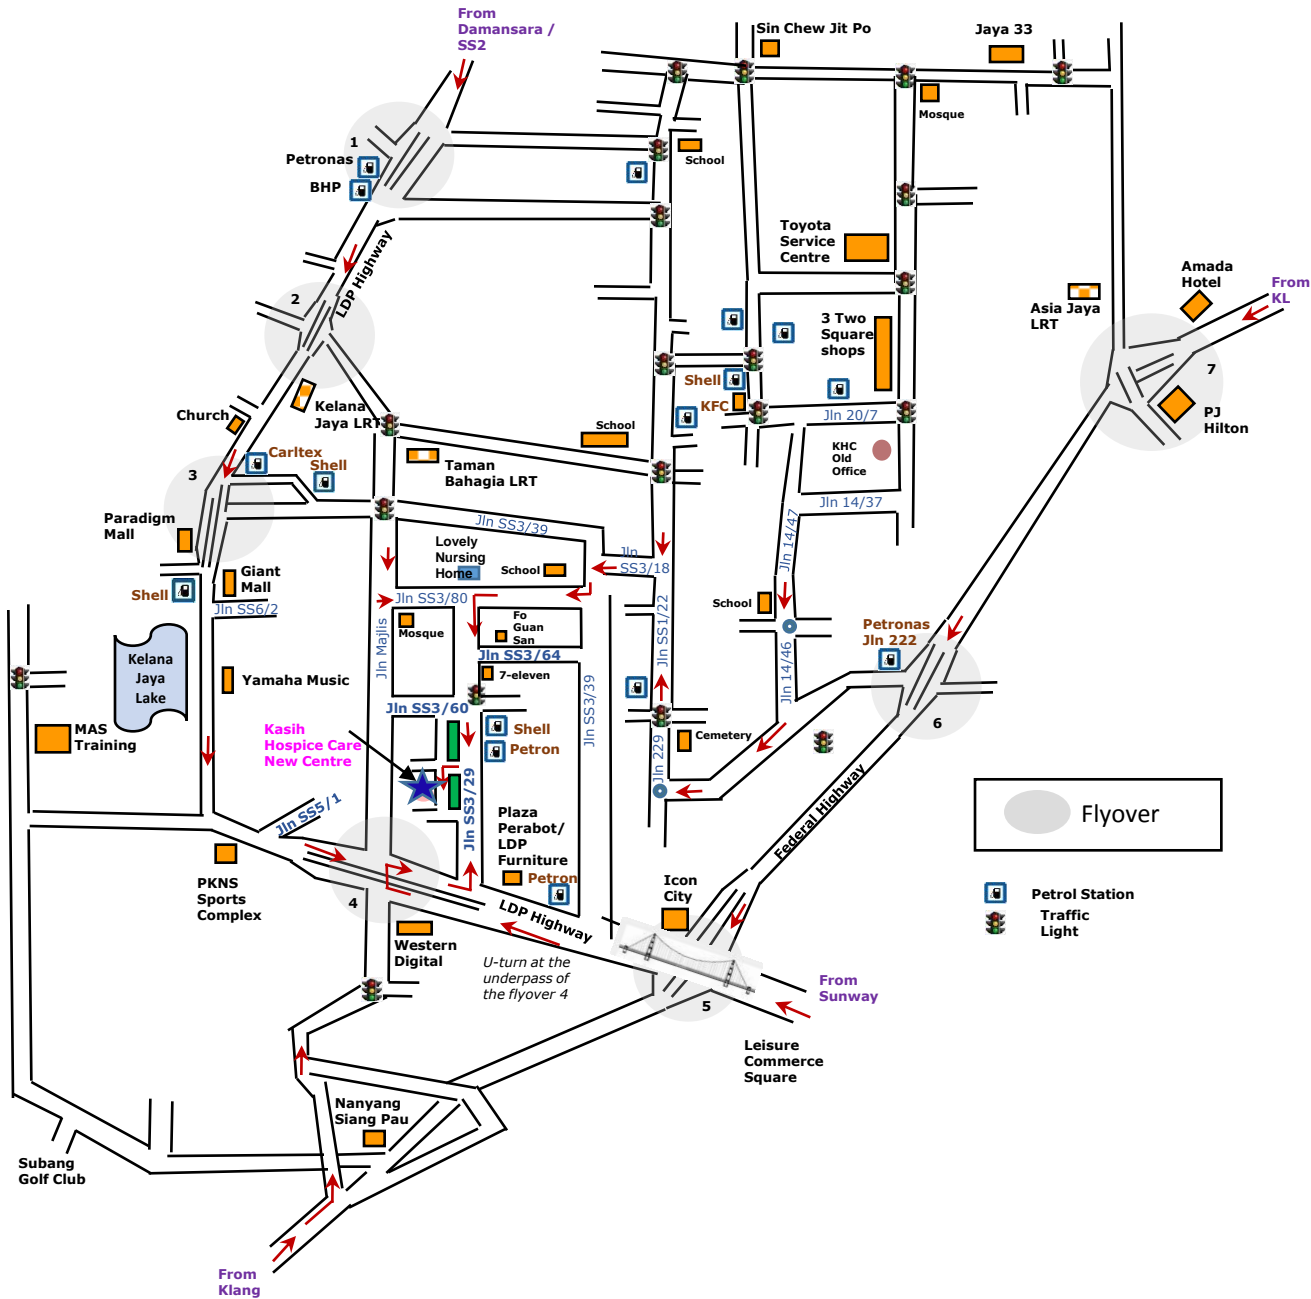 From
Damansara /
SS2
Sin Chew Jit Po
Jaya 33
Mosque
1
Petronas
BHP
School
Toyota
Service
Centre
LDP Highway
2
Amada
Hotel
From
KL
Asia Jaya
LRT
3 Two
Square
shops
7
Shell
KFC
Jln 20/7
PJ
Hilton
Church
Kelana
Jaya LRT
School
KHC
Old
Office
Carltex
Shell
Taman
Bahagia LRT
3
Jln 14/37
Paradigm
Mall
Jln SS3/39
Jln 14/47
Lovely
Nursing
Home
School
Jln
SS3/18
Giant
Mall
Shell
Jln SS6/2
Jln SS3/80
Jln SS1/22
School
Mosque
Fo
Guan
San
Petronas
Jln 222
Jln Majlis
Jln SS3/64
Kelana
Jaya
Lake
Yamaha Music
7-eleven
Jln 14/46
Jln SS3/39
Jln SS3/60
6
MAS
Training
Kasih
Hospice Care
New Centre
Shell
Petron
Cemetery
Jln 229
Jln SS3/29
Jln SS5/1
Plaza
Perabot/
LDP
Furniture
Petron
Federal Highway
Flyover
PKNS
Sports
Complex
4
Icon
City
Petrol Station
Traffic
Light
LDP Highway
Western
Digital
U-turn at the
underpass of
the flyover 4
From
Sunway
5
Leisure
Commerce
Square
Nanyang
Siang Pau
Subang
Golf Club
From
Klang